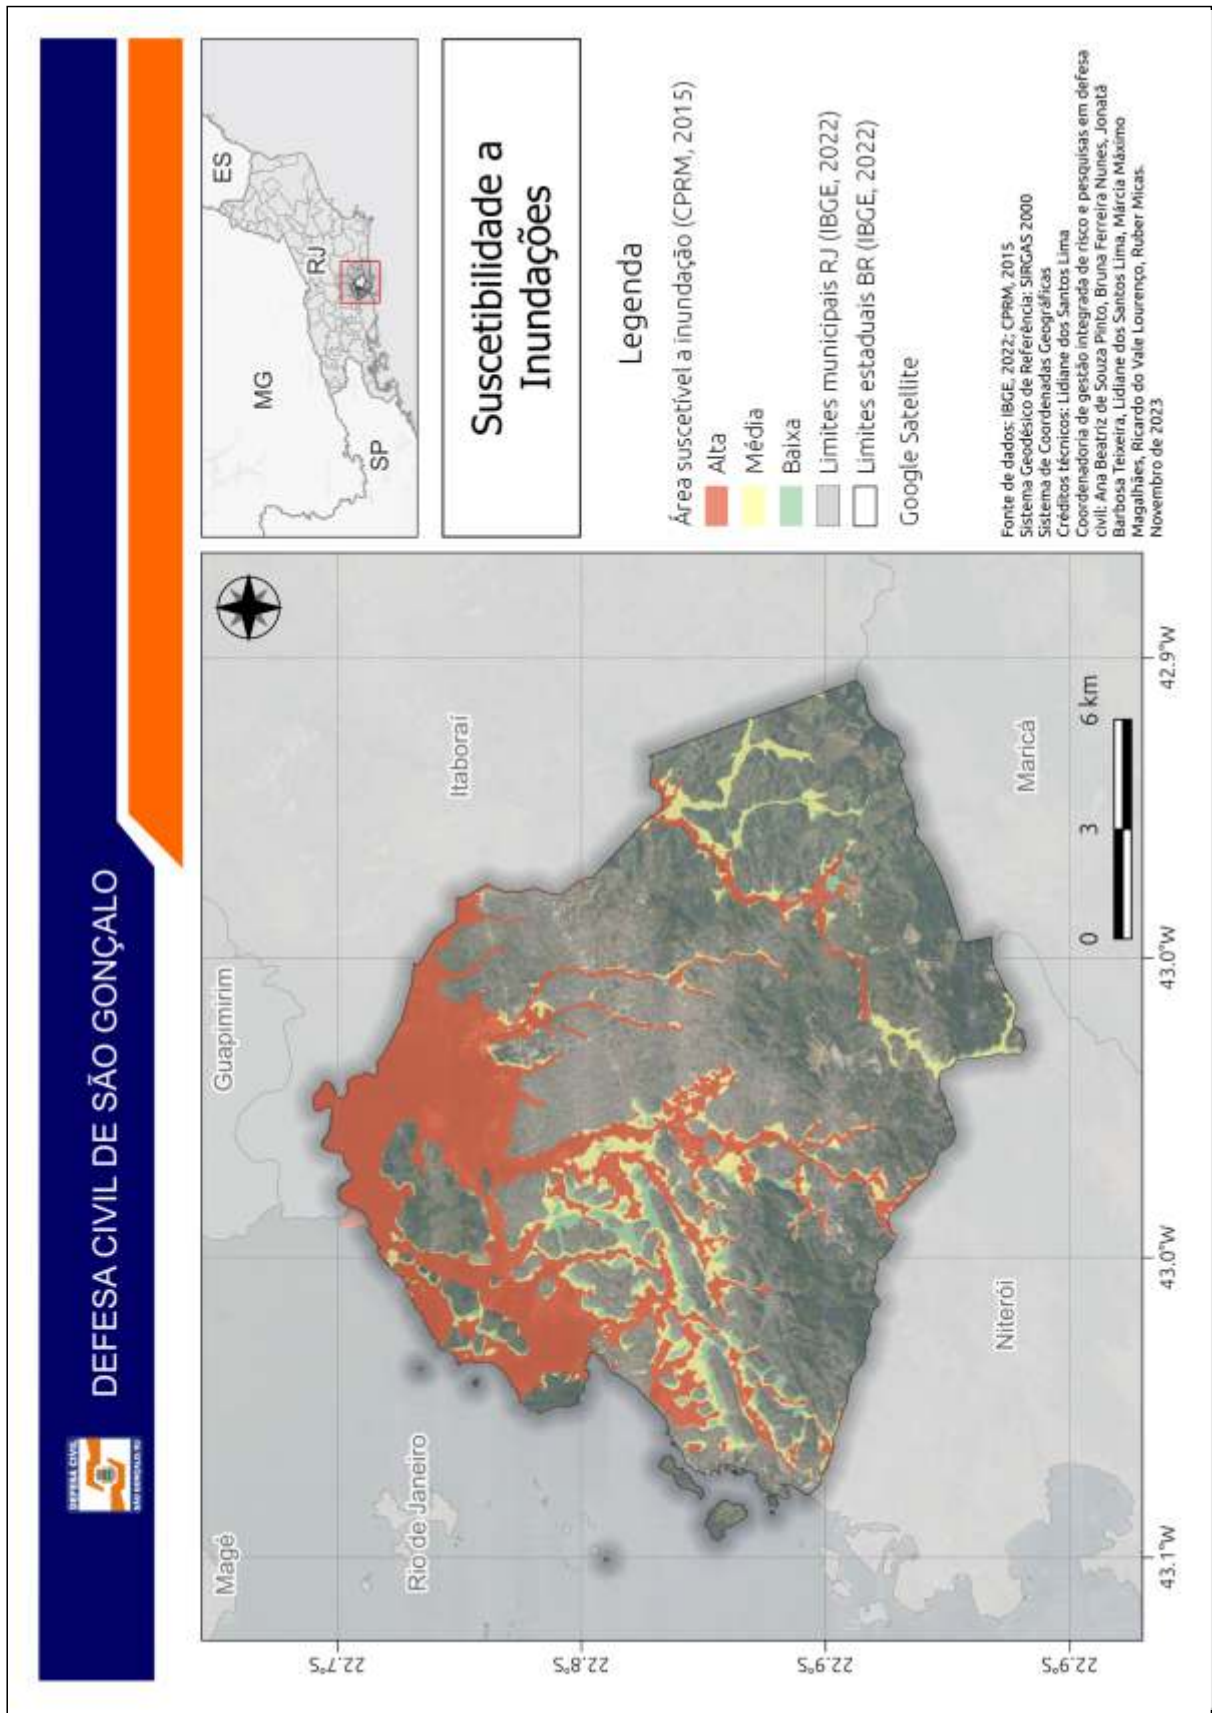 DEFESA CIVIL
SÃO GONÇALO/RJ
DEFESA CIVIL DE SÃO GONÇALO
Magé
Guapimirim
Itaboraí
Rio de Janeiro
Niterói
Maricá
22.7°S
22.8°S
22.9°S
22.9°S
43.1°W
43.0°W
43.0°W
42.9°W
0 3 6 km
MG
ES
RJ
SP
Suscetibilidade a
Inundações
Legenda
Área suscetível a inundação (CPRM, 2015)
Alta
Média
Baixa
Limites municipais RJ (IBGE, 2022)
Limites estaduais BR (IBGE, 2022)
Google Satellite
Fonte de dados: IBGE, 2022; CPRM, 2015
Sistema Geodésico de Referência: SIRGAS 2000
Sistema de Coordenadas Geográficas
Créditos técnicos: Lidiane dos Santos Lima
Coordenadoria de gestão integrada de risco e pesquisas em defesa
civil: Ana Beatriz de Souza Pinto, Bruna Ferreira Nunes, Jonatã
Barbosa Teixeira, Lidiane dos Santos Lima, Márcia Máximo
Magalhães, Ricardo do Vale Lourenço, Ruber Micas.
Novembro de 2023